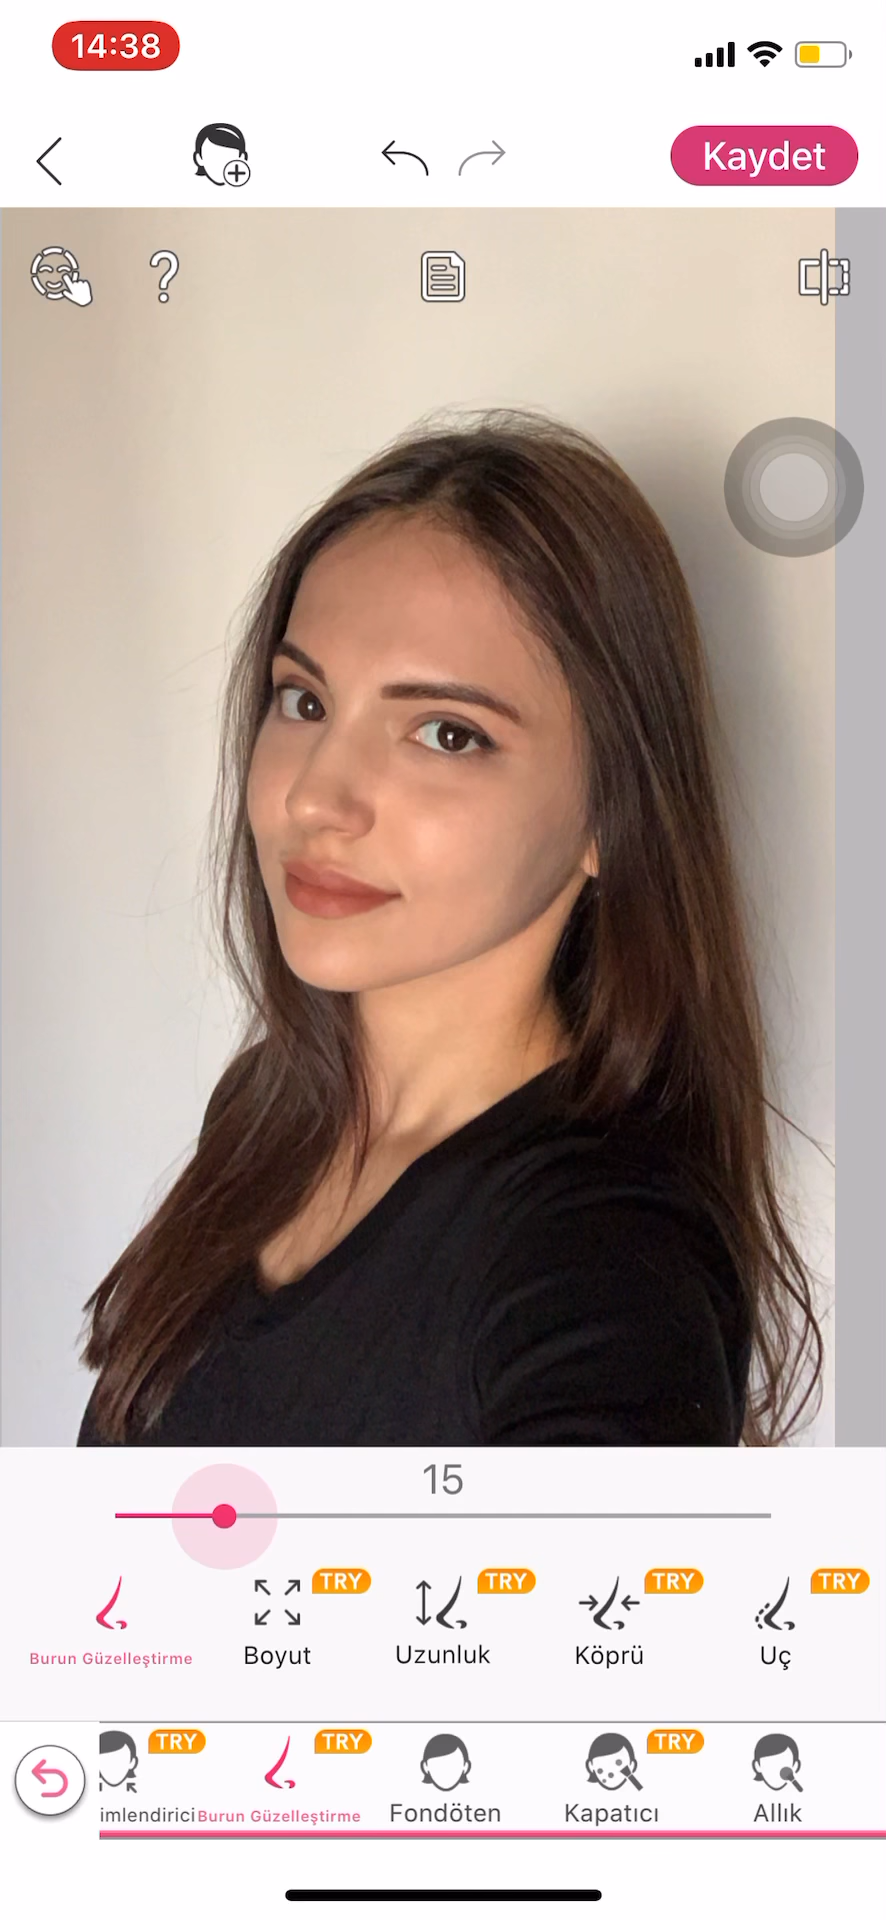 14:38
Kaydet
15
TRY TRY TRY TRY
Burun Güzelleştirme Boyut Uzunluk Köprü Uç
TRY TRY TRY
imlendirici Burun Güzelleştirme Fondöten Kapatıcı Allık